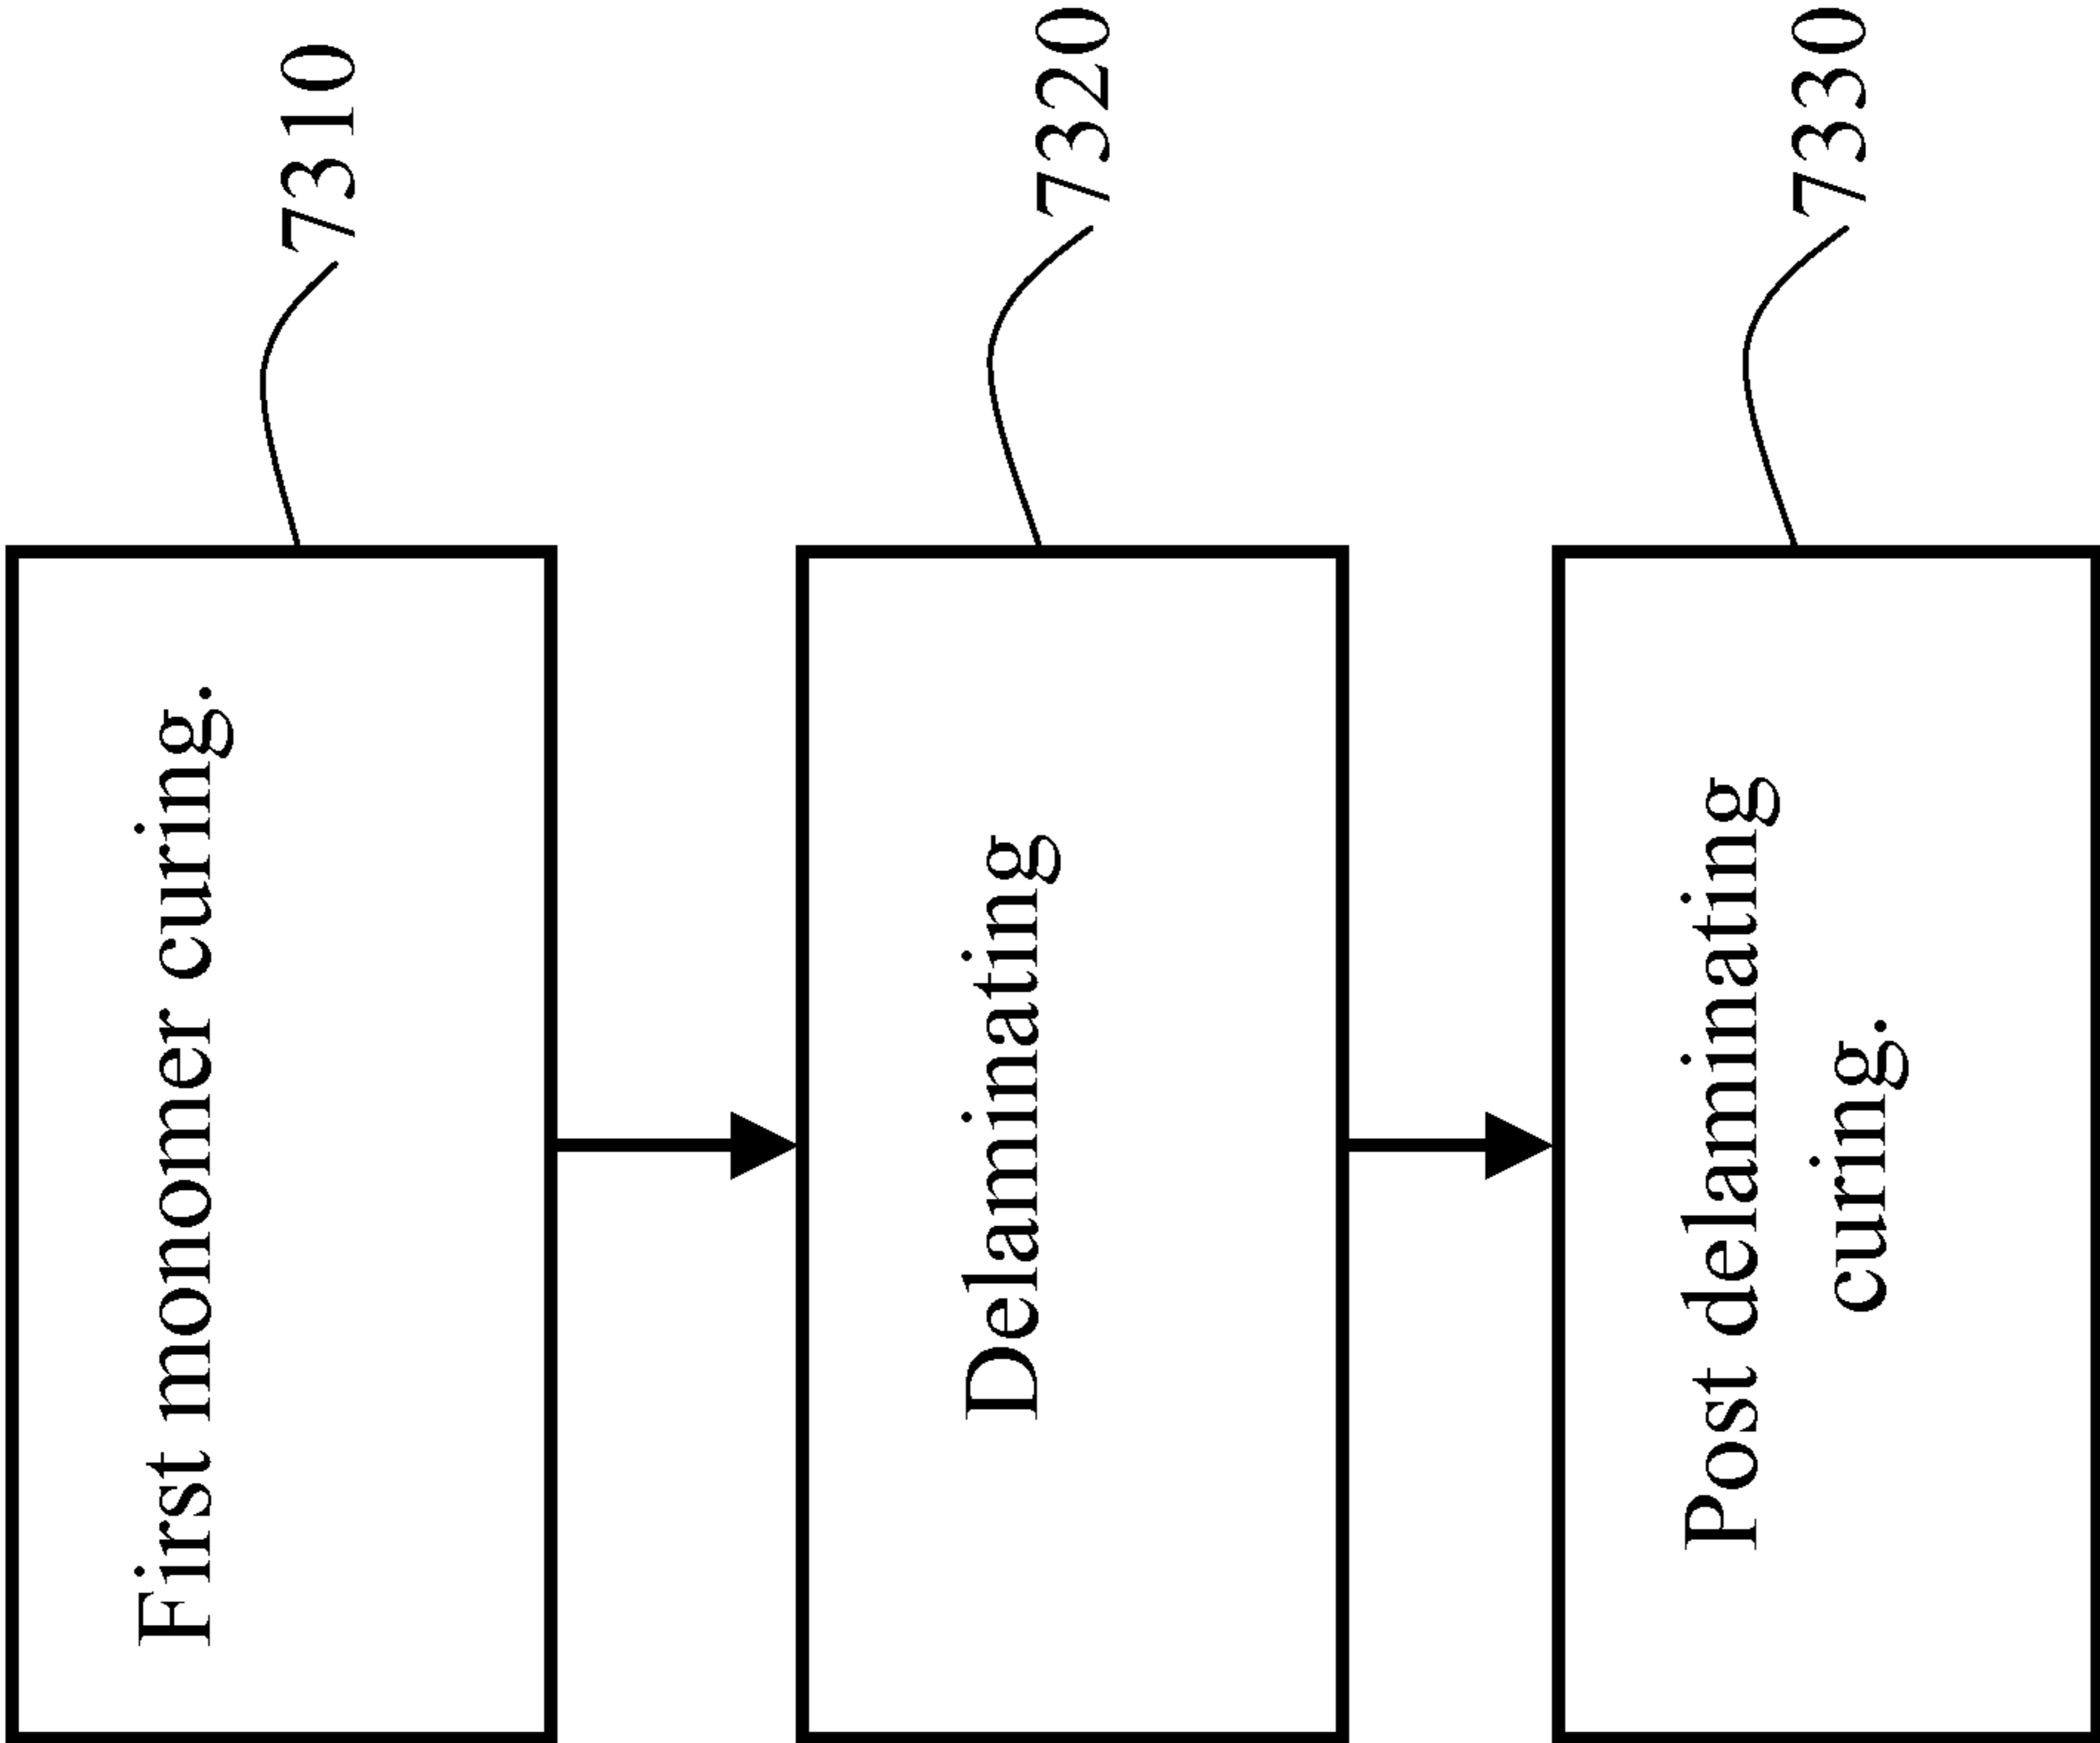 First monomer curing.
7310
Delaminating
7320
Post delaminating
curing.
7330